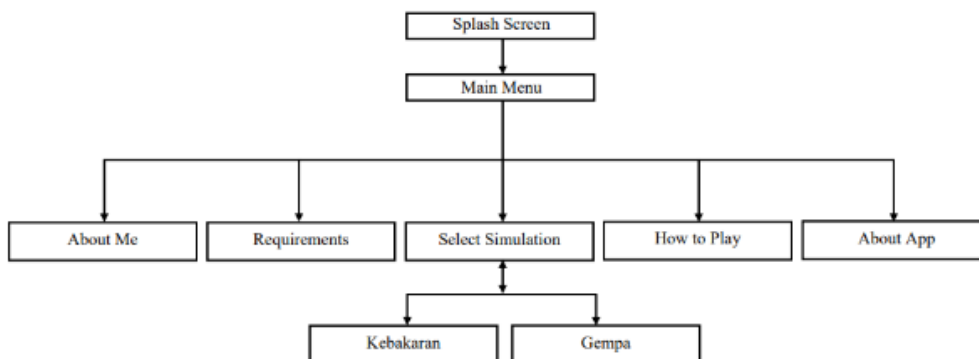 Splash Screen
Main Menu
About Me
Requirements
Select Simulation
How to Play
About App
Kebakaran
Gempa